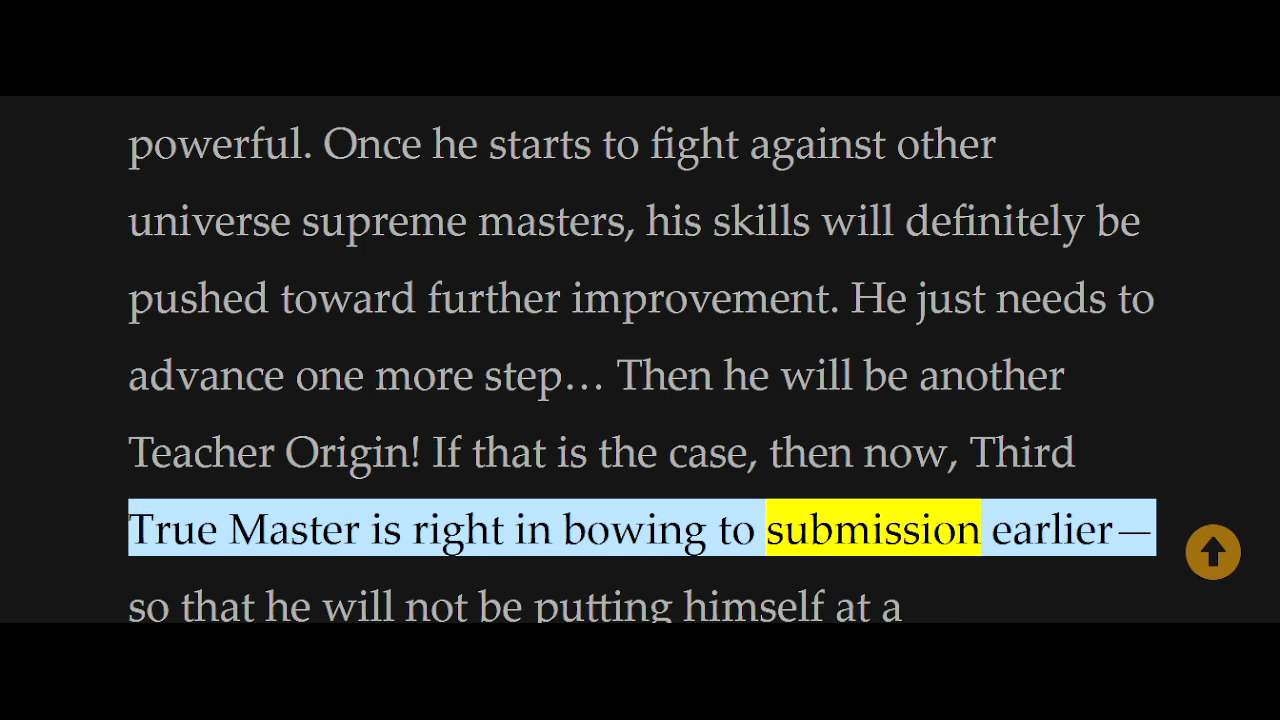 powerful. Once he starts to fight against other
universe supreme masters, his skills will definitely be
pushed toward further improvement. He just needs to
advance one more step… Then he will be another
Teacher Origin! If that is the case, then now, Third
True Master is right in bowing to submission earlier—
so that he will not be putting himself at a